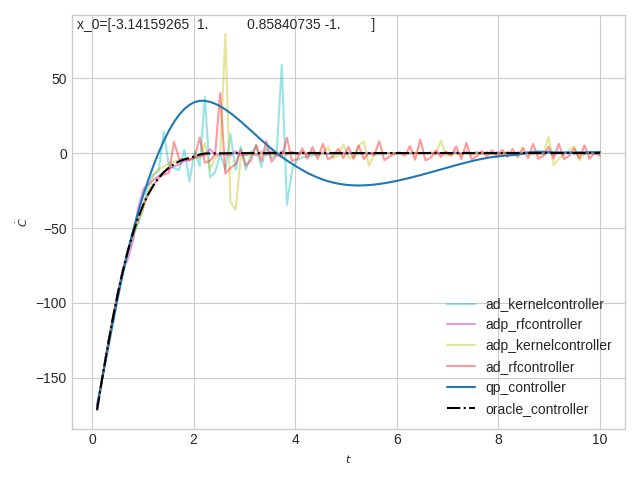 x_0=[-3.14159265 1. 0.85840735 -1. ]
50
0
−50
−100
−150
Ċ
0
2
4
6
8
10
t
ad_kernelcontroller
adp_rfcontroller
adp_kernelcontroller
ad_rfcontroller
qp_controller
oracle_controller